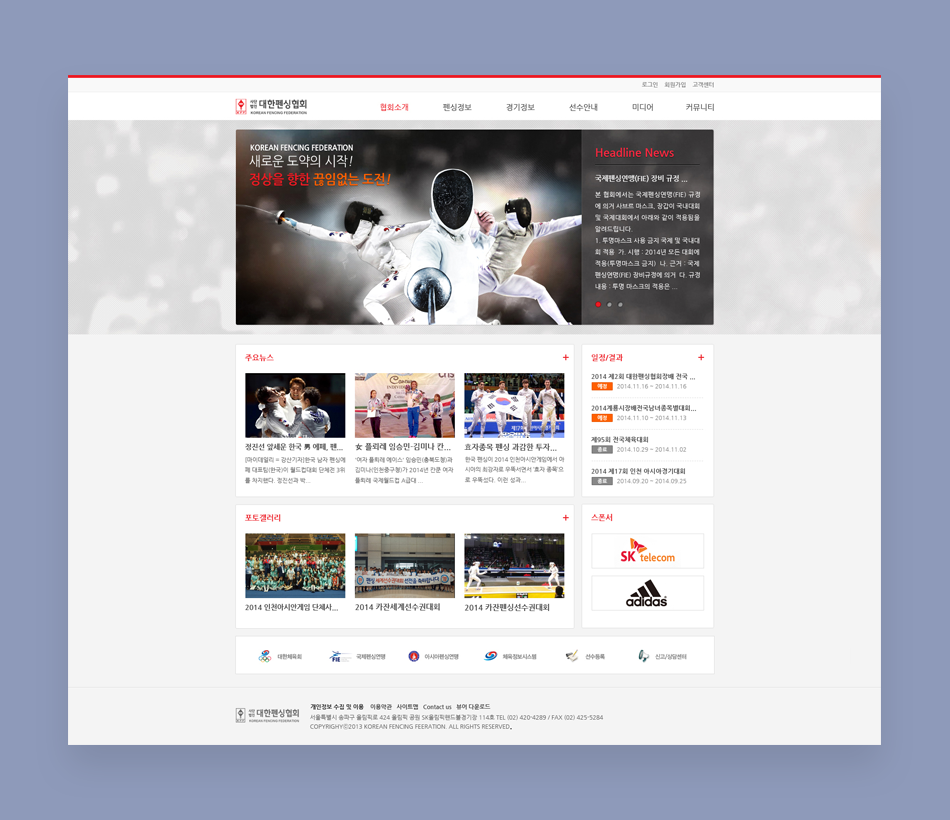 로그인 회원가입 고객센터
사단법인 대한펜싱협회
KOREAN FENCING FEDERATION
협회소개 펜싱정보 경기정보 선수안내 미디어 커뮤니티
KOREAN FENCING FEDERATION
새로운 도약의 시작!
정상을 향한 끊임없는 도전!
Headline News
국제펜싱연맹(FIE) 장비 규정 ...
본 협회에서는 국제펜싱연맹(FIE) 규정
에 의거 사브르 마스크, 장갑이 국내대회
및 국제대회에서 아래와 같이 적용됨을
알려드립니다.
1. 투명마스크 사용 금지 국제 및 국내대
회 적용 가. 시행 : 2014년 모든 대회에
적용(투명마스크 금지) 나. 근거 : 국제
펜싱연맹(FIE) 장비규정에 의거 다. 규정
내용 : 투명 마스크의 적용은 ...
주요뉴스 +
정진선 앞세운 한국 男 에페, 펜...
[이데일리 = 강산기자]한국 남자 펜싱에
페 대표팀(한국)이 월드컵대회 단체전 3위
를 차지했다. 정진선과 박...
女 플뢰레 임승민·김미나 칸...
'여자 플뢰레 에이스' 임승민(충북도청)과
김미나(인천중구청)가 2014년 칸쿤 여자
플뢰레 국제월드컵 A급대...
효자종목 펜싱 과감한 투자...
한국 펜싱이 2014 인천아시안게임에서 아
시아의 최강자로 우뚝서면서 '효자 종목'으
로 우뚝섰다. 이런 성과...
일정/결과 +
2014 제2회 대한펜싱협회장배 전국 ...
예정 2014.11.16 ~ 2014.11.16
2014계룡시장배전국남녀종목별대회...
예정 2014.11.10 ~ 2014.11.13
제95회 전국체육대회
종료 2014.10.29 ~ 2014.11.02
2014 제17회 인천 아시아경기대회
종료 2014.09.20 ~ 2014.09.25
포토갤러리 +
2014 인천아시안게임 단체사...
2014 카잔세계선수권대회
2014 카잔펜싱선수권대회
스폰서
SK telecom
adidas
대한체육회
FIE 국제펜싱연맹
아시아펜싱연맹
체육정보시스템
선수등록
신고/상담센터
사단법인 대한펜싱협회
KOREAN FENCING FEDERATION
개인정보 수집 및 이용 이용약관 사이트맵 Contact us 뷰어 다운로드
서울특별시 송파구 올림픽로 424 올림픽 공원 SK올림픽핸드볼경기장 114호 TEL (02) 420-4289 / FAX (02) 425-5284
COPYRIGHYⓒ2013 KOREAN FENCING FEERATION. ALL RIGHTS RESERVED.